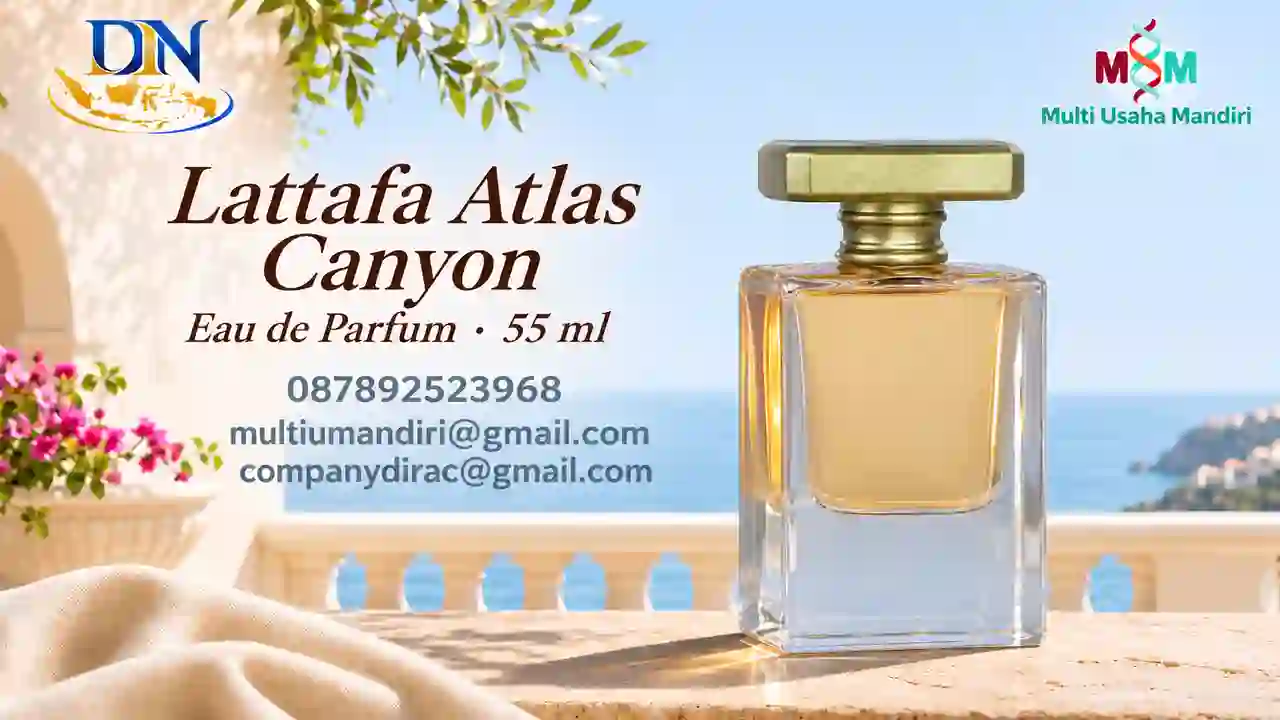 DN
MSM
Multi Usaha Mandiri
Lattafa Atlas
Canyon
Eau de Parfum · 55 ml
087892523968
multiumandiri@gmail.com
companydirac@gmail.com